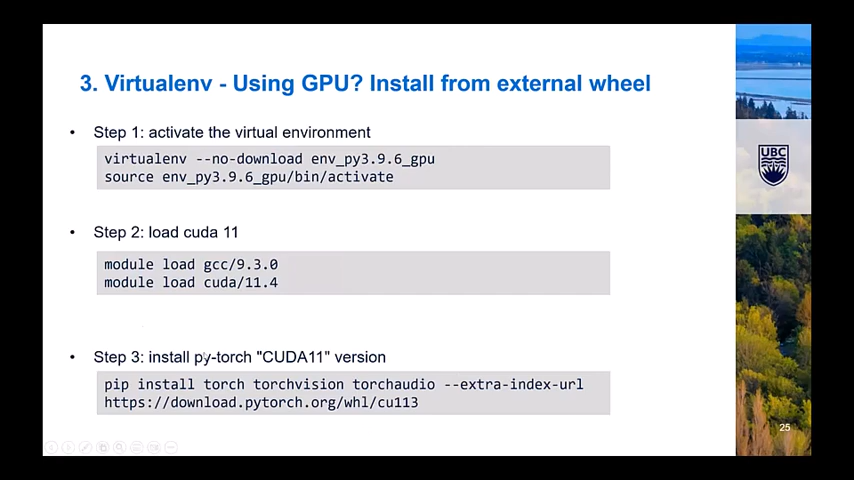 3. Virtualenv - Using GPU? Install from external wheel
• Step 1: activate the virtual environment
virtualenv --no-download env_py3.9.6_gpu
source env_py3.9.6_gpu/bin/activate
UBC
• Step 2: load cuda 11
module load gcc/9.3.0
module load cuda/11.4
• Step 3: install py-torch "CUDA11" version
pip install torch torchvision torchaudio --extra-index-url
https://download.pytorch.org/whl/cu113
25